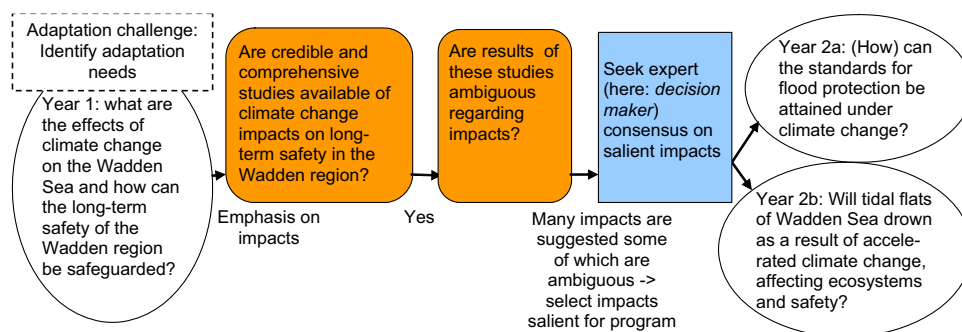 Adaptation challenge:
Identify adaptation
needs
Year 1: what are
the effects of
climate change
on the Wadden
Sea and how can
the long-term
safety of the
Wadden region
be safeguarded?
Are credible and
comprehensive
studies available of
climate change
impacts on long-
term safety in the
Wadden region?
Emphasis on
impacts
Are results of
these studies
ambiguous
regarding
impacts?
Yes
Seek expert
(here: decision
maker)
consensus on
salient impacts
Many impacts are
suggested some
of which are
ambiguous ->
select impacts
salient for program
Year 2a: (How) can
the standards for
flood protection be
attained under
climate change?
Year 2b: Will tidal flats
of Wadden Sea drown
as a result of accele-
rated climate change,
affecting ecosystems
and safety?